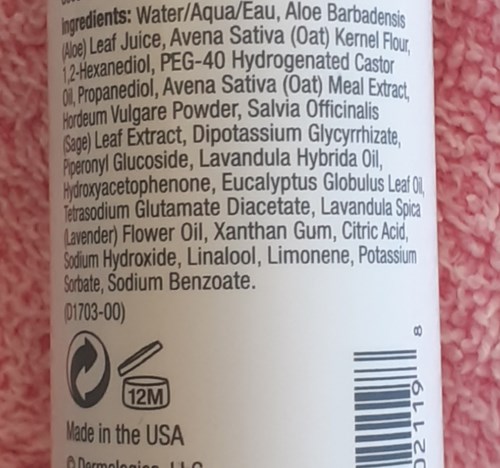 Ingredients: Water/Aqua/Eau, Aloe Barbadensis
(Aloe) Leaf Juice, Avena Sativa (Oat) Kernel Flour,
1,2-Hexanediol, PEG-40 Hydrogenated Castor
Oil, Propanediol, Avena Sativa (Oat) Meal Extract,
Hordeum Vulgare Powder, Salvia Officinalis
(Sage) Leaf Extract, Dipotassium Glycyrrhizate,
Piperonyl Glucoside, Lavandula Hybrida Oil,
Hydroxyacetophenone, Eucalyptus Globulus Leaf Oil,
Tetrasodium Glutamate Diacetate, Lavandula Spica
(Lavender) Flower Oil, Xanthan Gum, Citric Acid,
Sodium Hydroxide, Linalool, Limonene, Potassium
Sorbate, Sodium Benzoate.
(01703-00)
12M
Made in the USA
02119 8